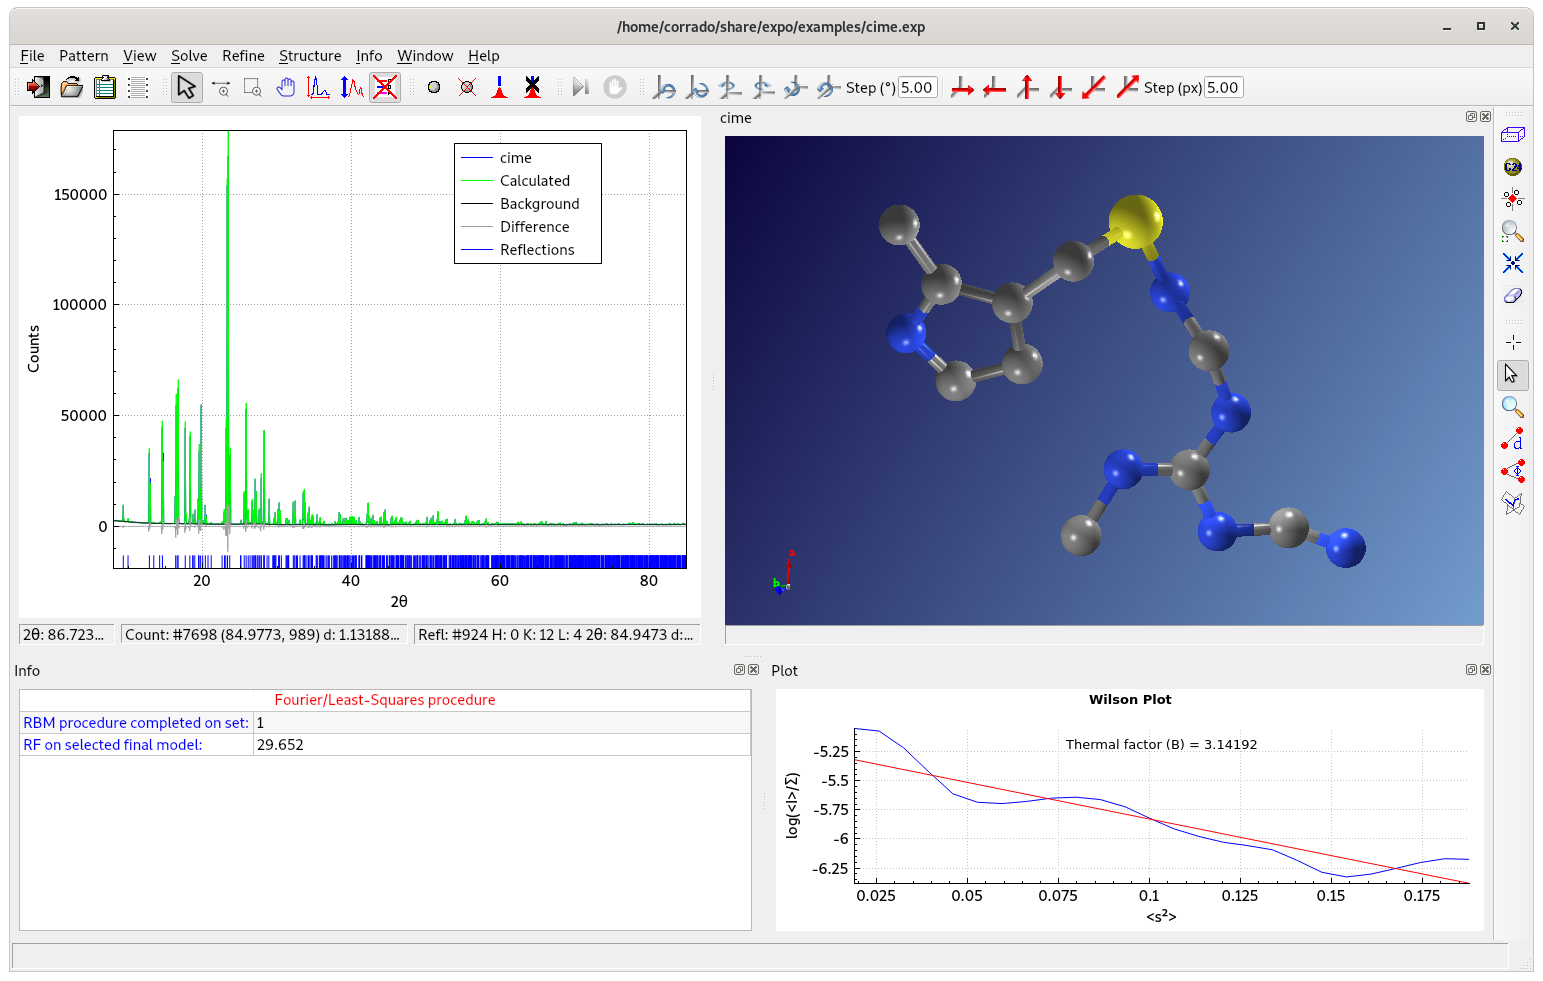 /home/corrado/share/expo/examples/cime.exp
File Pattern View Solve Refine Structure Info Window Help
Step (°) 5.00 Step (px) 5.00
cime
C24
cime
Calculated
Background
Difference
Reflections
150000
100000
50000
0
Counts
20 40 60 80
2θ
a
b
d
2θ: 86.723... Count: #7698 (84.9773, 989) d: 1.13188... Refl: #924 H: 0 K: 12 L: 4 2θ: 84.9473 d:...
Info
Fourier/Least-Squares procedure
RBM procedure completed on set: 1
RF on selected final model: 29.652
Plot
Wilson Plot
Thermal factor (B) = 3.14192
-5.25
-5.5
-5.75
-6
-6.25
log(<I>/Σ)
0.025 0.05 0.075 0.1 0.125 0.15 0.175
<s²>